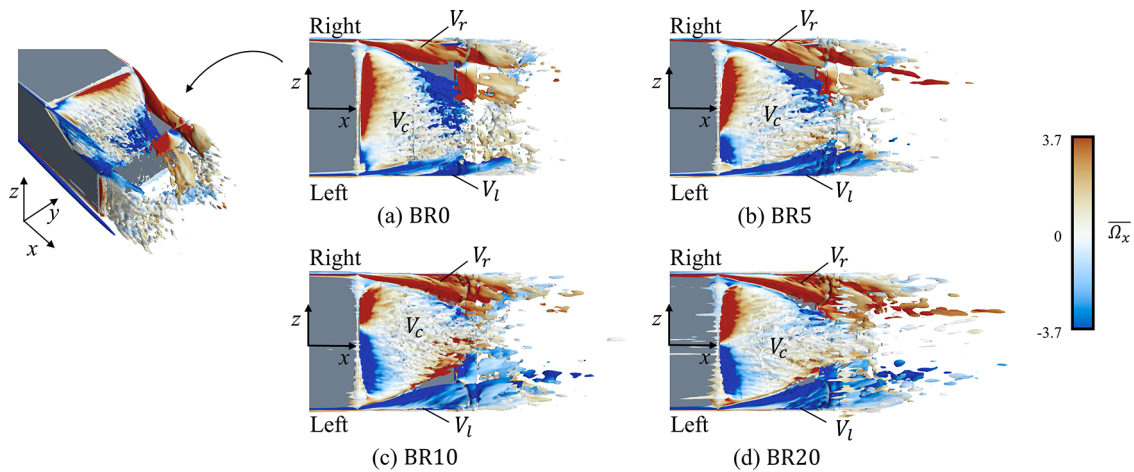 z
y
x
Right
V_r
z
x
V_c
Left
V_l
(a) BR0
Right
V_r
z
x
V_c
Left
V_l
(b) BR5
Right
V_r
z
x
V_c
Left
V_l
(c) BR10
Right
V_r
z
x
V_c
Left
V_l
(d) BR20
3.7
0
-3.7
\overline{Ω_x}